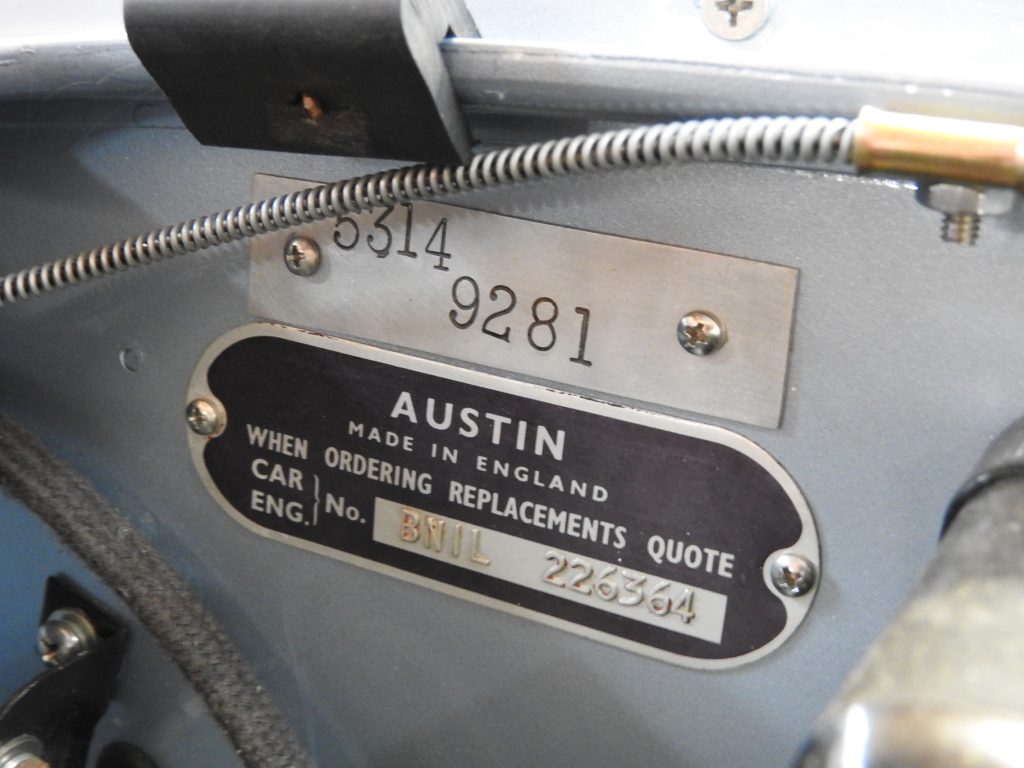 5314
9281
AUSTIN
MADE IN ENGLAND
WHEN ORDERING REPLACEMENTS QUOTE
CAR
ENG. } No. BN1L 226364